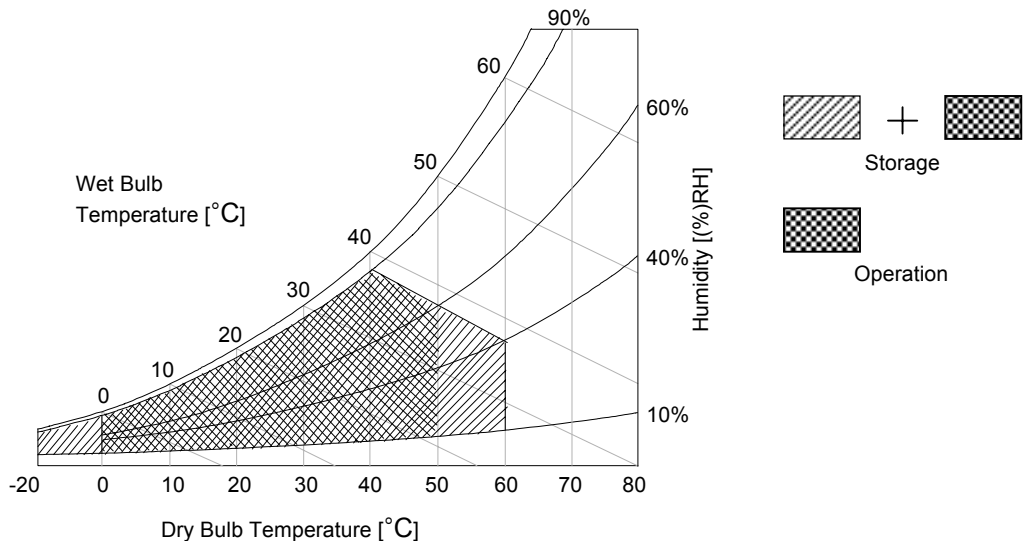 90%
60
60%
50
Wet Bulb
Temperature [°C]
40
40%
30
20
10
0
10%
Humidity [(%)RH]
-20 0 10 20 30 40 50 60 70 80
Dry Bulb Temperature [°C]
+
Storage
Operation